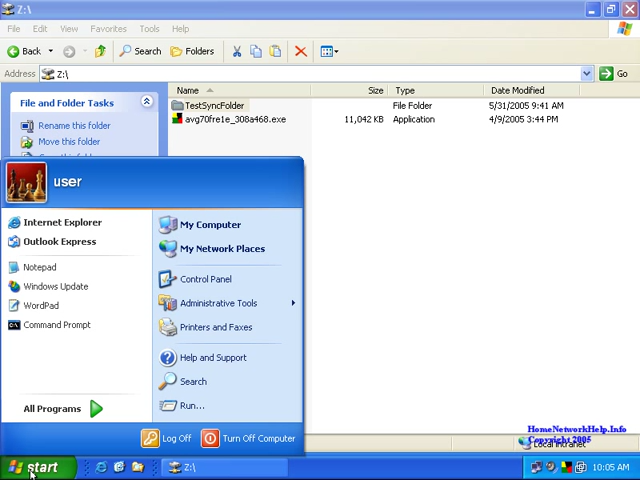 Z:\
File Edit View Favorites Tools Help
Back Search Folders
Address Z:\ Go
Name Size Type Date Modified
File and Folder Tasks
Rename this folder
Move this folder
TestSyncFolder File Folder 5/31/2005 9:41 AM
avg70fre1e_308a468.exe 11,042 KB Application 4/9/2005 3:44 PM
user
Internet Explorer
Outlook Express
Notepad
Windows Update
WordPad
Command Prompt
All Programs
My Computer
My Network Places
Control Panel
Administrative Tools
Printers and Faxes
Help and Support
Search
Run...
Log Off Turn Off Computer
HomeNetworkHelp.Info
Copyright 2005
Local intranet
start Z:\ 10:05 AM